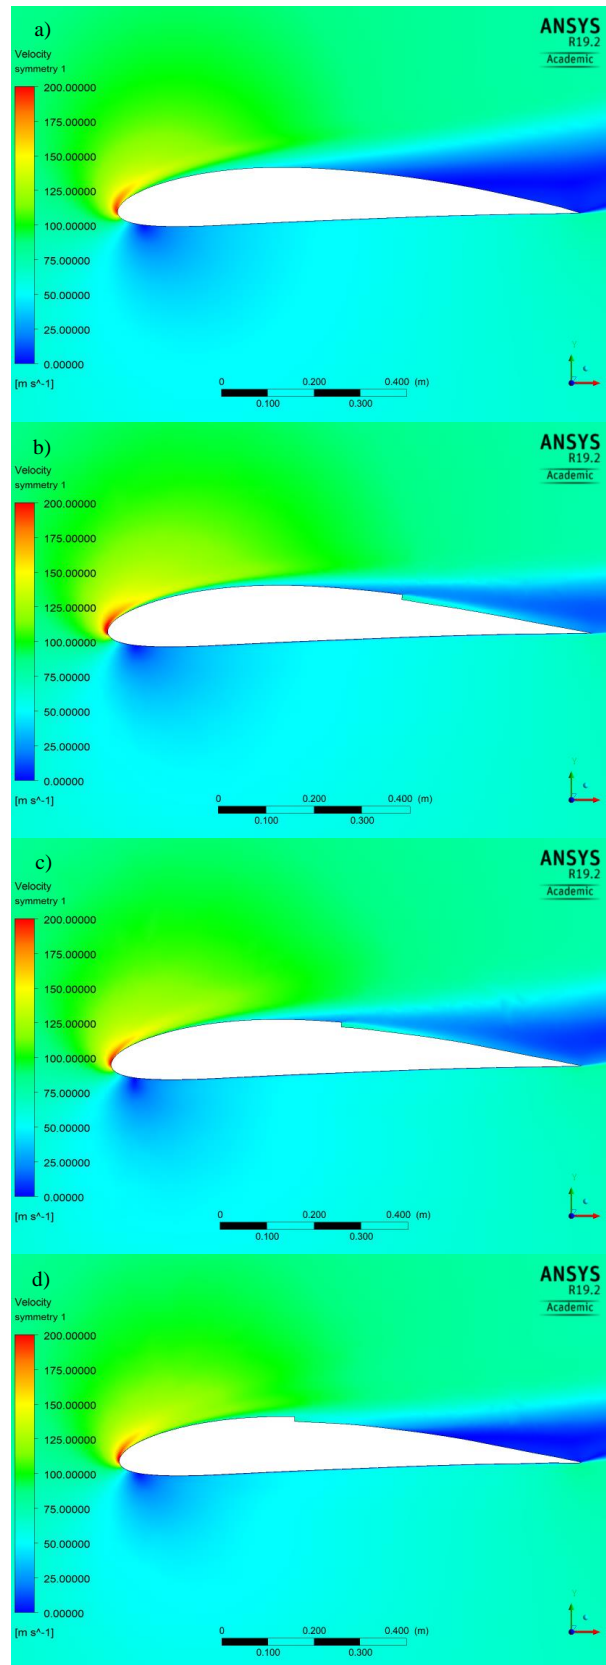 a)
ANSYS
R19.2
Academic
Velocity
symmetry 1
200.00000
175.00000
150.00000
125.00000
100.00000
75.00000
50.00000
25.00000
0.00000
[m s^-1]
0 0.200 0.400 (m)
0.100 0.300
Y
b)
ANSYS
R19.2
Academic
Velocity
symmetry 1
200.00000
175.00000
150.00000
125.00000
100.00000
75.00000
50.00000
25.00000
0.00000
[m s^-1]
0 0.200 0.400 (m)
0.100 0.300
Y
c)
ANSYS
R19.2
Academic
Velocity
symmetry 1
200.00000
175.00000
150.00000
125.00000
100.00000
75.00000
50.00000
25.00000
0.00000
[m s^-1]
0 0.200 0.400 (m)
0.100 0.300
Y
d)
ANSYS
R19.2
Academic
Velocity
symmetry 1
200.00000
175.00000
150.00000
125.00000
100.00000
75.00000
50.00000
25.00000
0.00000
[m s^-1]
0 0.200 0.400 (m)
0.100 0.300
Y